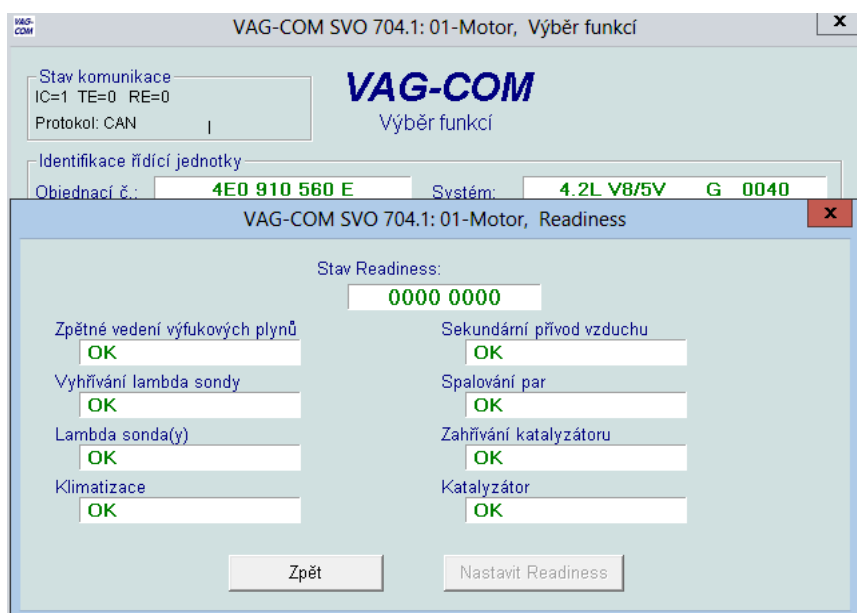 VAG-COM
VAG-COM SVO 704.1: 01-Motor, Výběr funkcí
x
Stav komunikace
IC=1 TE=0 RE=0
Protokol: CAN
VAG-COM
Výběr funkcí
Identifikace řídící jednotky
Objednací č.: 4E0 910 560 E Systém: 4.2L V8/5V G 0040
VAG-COM SVO 704.1: 01-Motor, Readiness
x
Stav Readiness:
0000 0000
Zpětné vedení výfukových plynů
OK
Sekundární přívod vzduchu
OK
Vyhřívání lambda sondy
OK
Spalování par
OK
Lambda sonda(y)
OK
Zahřívání katalyzátoru
OK
Klimatizace
OK
Katalyzátor
OK
Zpět
Nastavit Readiness